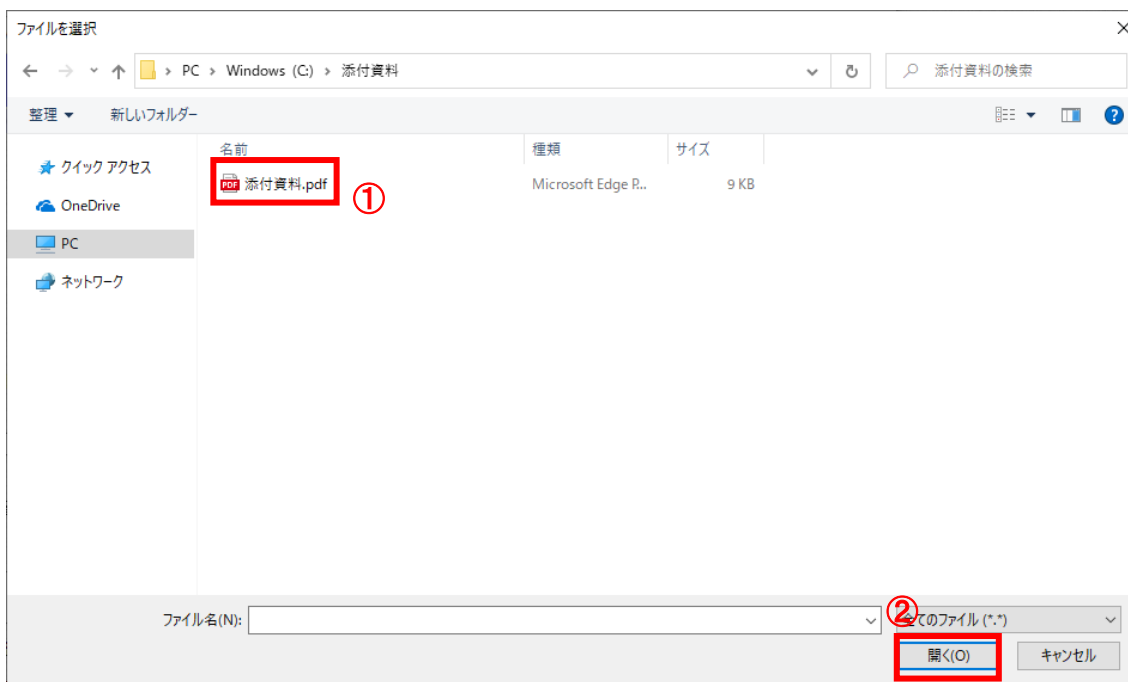 ファイルを選択
PC › Windows (C:) › 添付資料
添付資料の検索
整理 新しいフォルダー
クイック アクセス
OneDrive
PC
ネットワーク
名前 種類 サイズ
PDF 添付資料.pdf Microsoft Edge P... 9 KB
①
ファイル名(N):
②
全てのファイル (*.*)
開く(O) キャンセル